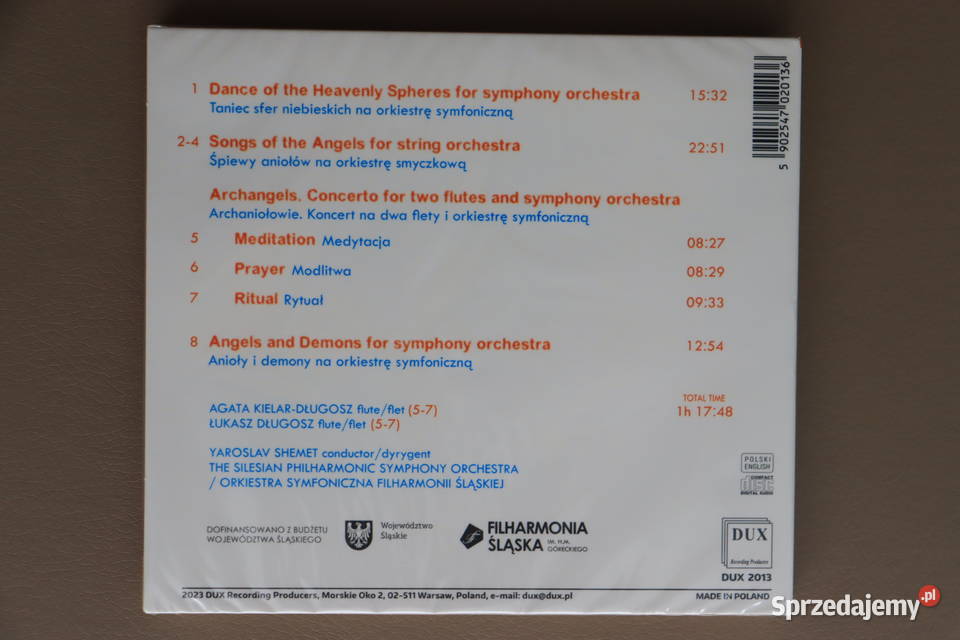 1 Dance of the Heavenly Spheres for symphony orchestra 15:32
Taniec sfer niebieskich na orkiestrę symfoniczną
2-4 Songs of the Angels for string orchestra 22:51
Śpiewy aniołów na orkiestrę smyczkową
Archangels. Concerto for two flutes and symphony orchestra
Archaniołowie. Koncert na dwa flety i orkiestrę symfoniczną
5 Meditation Medytacja 08:27
6 Prayer Modlitwa 08:29
7 Ritual Rytuał 09:33
8 Angels and Demons for symphony orchestra 12:54
Anioły i demony na orkiestrę symfoniczną
TOTAL TIME
1h 17:48
AGATA KIELAR-DŁUGOSZ flute/flet (5-7)
ŁUKASZ DŁUGOSZ flute/flet (5-7)
YAROSLAV SHEMET conductor/dyrygent
THE SILESIAN PHILHARMONIC SYMPHONY ORCHESTRA
/ ORKIESTRA SYMFONICZNA FILHARMONII ŚLĄSKIEJ
5 902547 020136
POLSKI
ENGLISH
COMPACT
DISC
DIGITAL AUDIO
DOFINANSOWANO Z BUDŻETU
WOJEWÓDZTWA ŚLĄSKIEGO
Województwo
Śląskie
FILHARMONIA
ŚLĄSKA IM. H.M.
GÓRECKIEGO
DUX
Recording Producers
DUX 2013
2023 DUX Recording Producers, Morskie Oko 2, 02-511 Warsaw, Poland, e-mail: dux@dux.pl
MADE IN POLAND
Sprzedajemy.pl